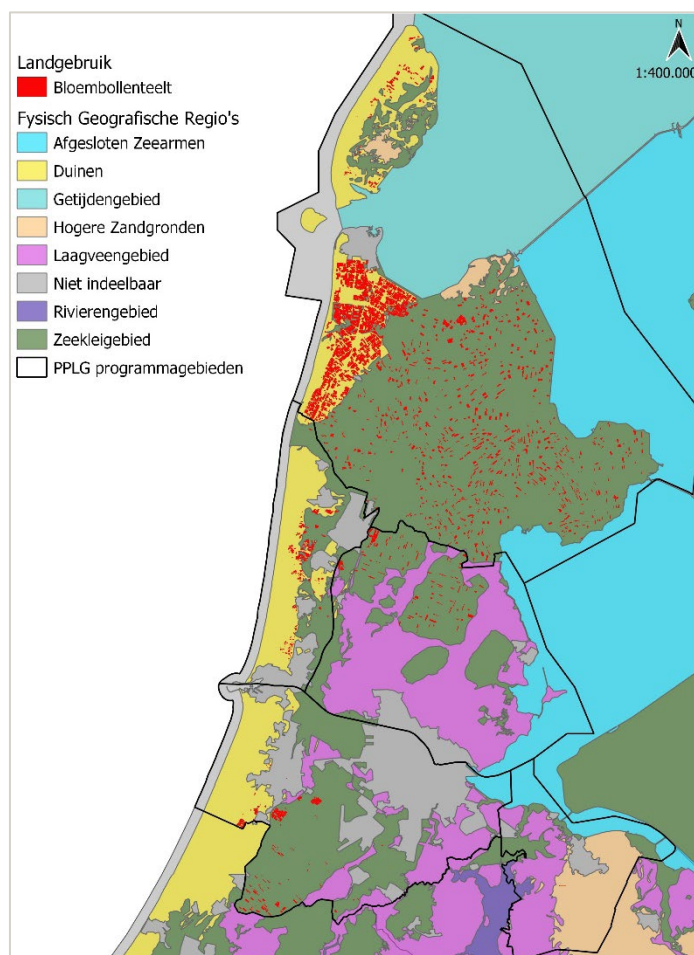 N
1:400.000
Landgebruik
Bloembollenteelt
Fysisch Geografische Regio's
Afgesloten Zeearmen
Duinen
Getijdengebied
Hogere Zandgronden
Laagveengebied
Niet indeelbaar
Rivierengebied
Zeekleigebied
PPLG programmagebieden